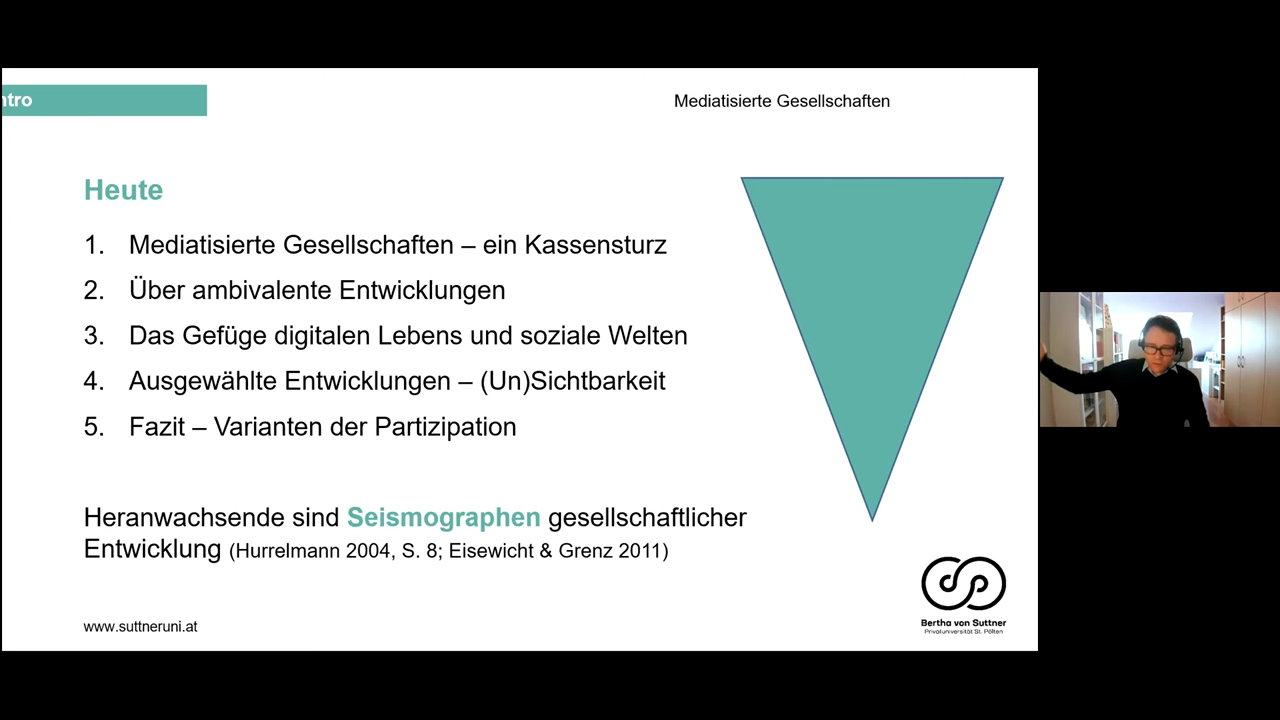 ntro
Mediatisierte Gesellschaften
Heute
1. Mediatisierte Gesellschaften – ein Kassensturz
2. Über ambivalente Entwicklungen
3. Das Gefüge digitalen Lebens und soziale Welten
4. Ausgewählte Entwicklungen – (Un)Sichtbarkeit
5. Fazit – Varianten der Partizipation
Heranwachsende sind Seismographen gesellschaftlicher
Entwicklung (Hurrelmann 2004, S. 8; Eisewicht & Grenz 2011)
www.suttneruni.at
Bertha von Suttner
Privatuniversität St. Pölten